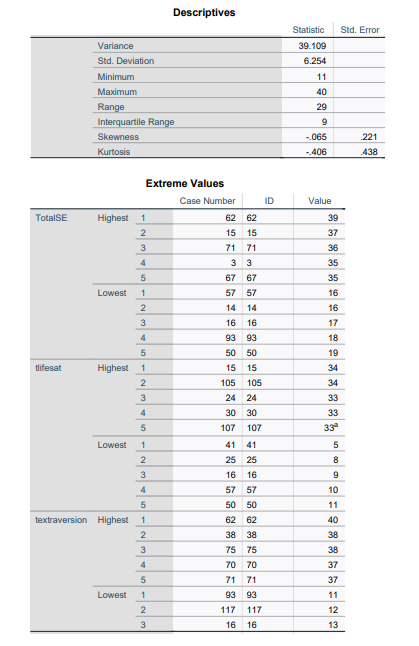 Descriptives
Statistic Std. Error
Variance 39.109
Std. Deviation 6.254
Minimum 11
Maximum 40
Range 29
Interquartile Range 9
Skewness -.065 .221
Kurtosis -.406 .438
Extreme Values
Case Number ID Value
TotalSE Highest 1 62 62 39
2 15 15 37
3 71 71 36
4 3 3 35
5 67 67 35
Lowest 1 57 57 16
2 14 14 16
3 16 16 17
4 93 93 18
5 50 50 19
tlifesat Highest 1 15 15 34
2 105 105 34
3 24 24 33
4 30 30 33
5 107 107 33a
Lowest 1 41 41 5
2 25 25 8
3 16 16 9
4 57 57 10
5 50 50 11
textraversion Highest 1 62 62 40
2 38 38 38
3 75 75 38
4 70 70 37
5 71 71 37
Lowest 1 93 93 11
2 117 117 12
3 16 16 13